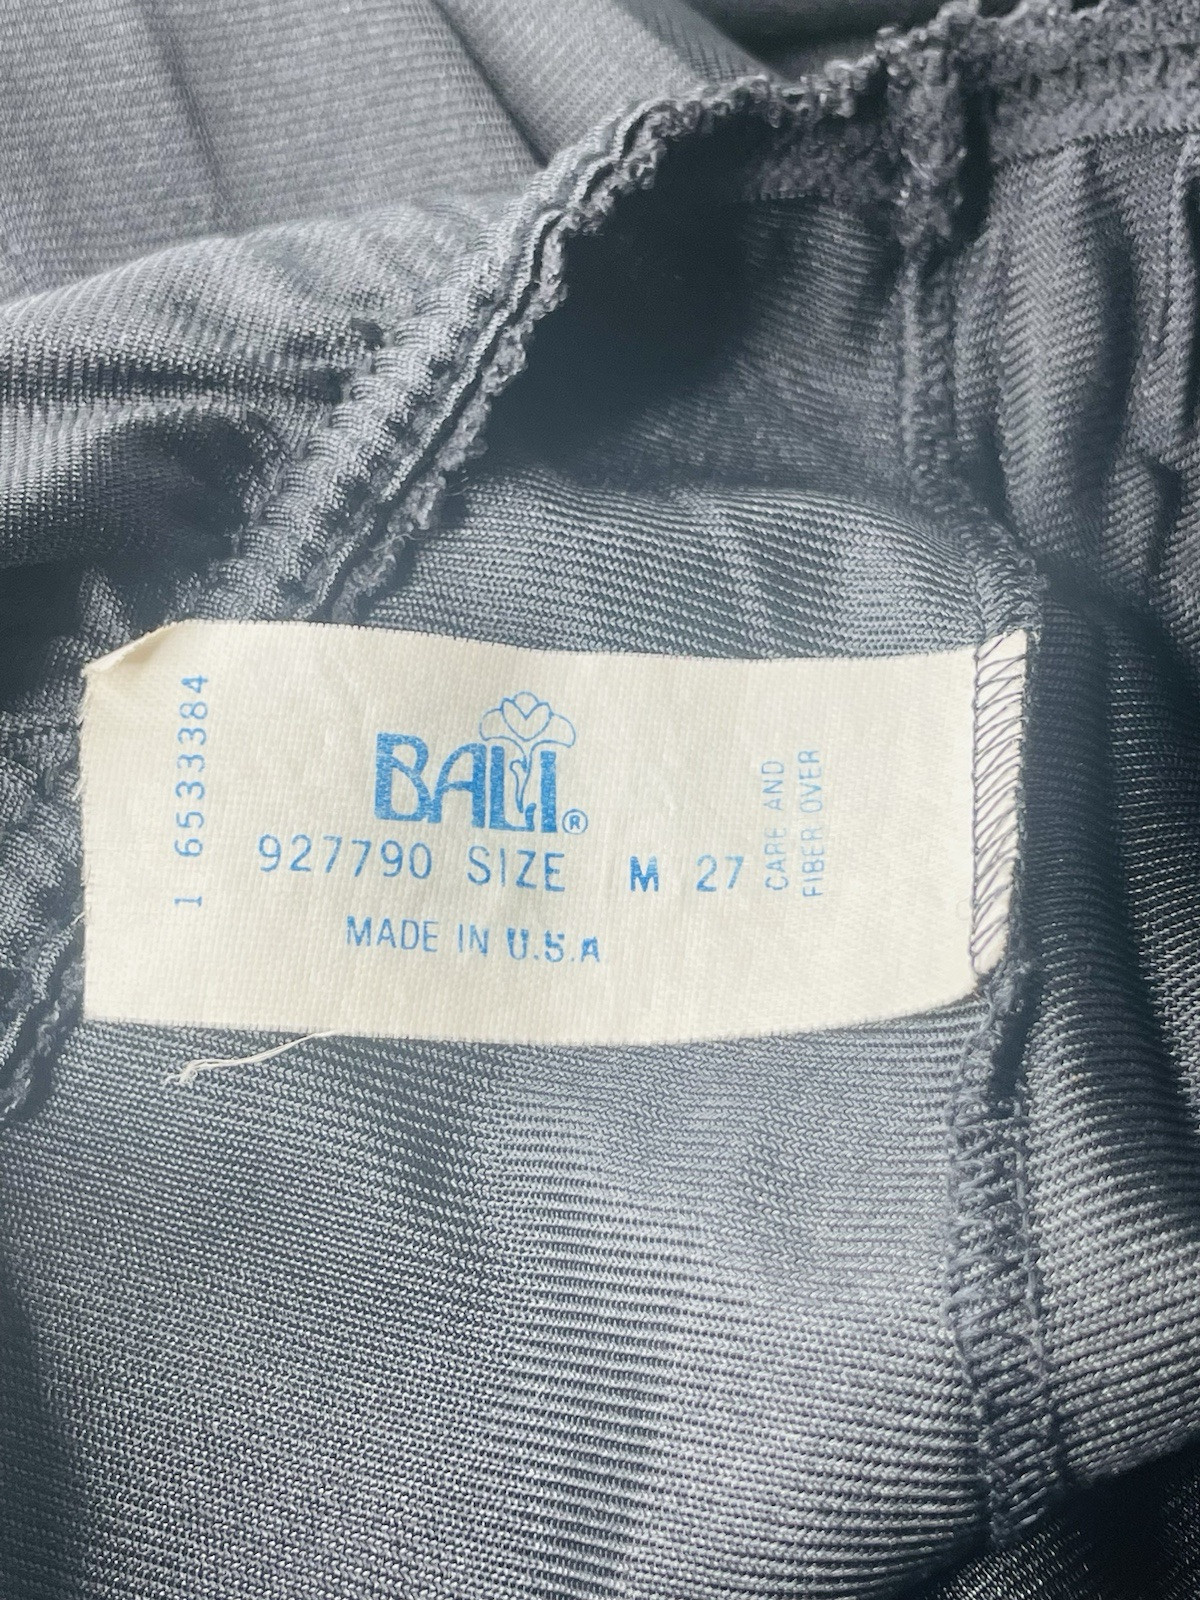 1 6533384
BALI®
927790 SIZE M 27
MADE IN U.S.A
CARE AND
FIBER OVER